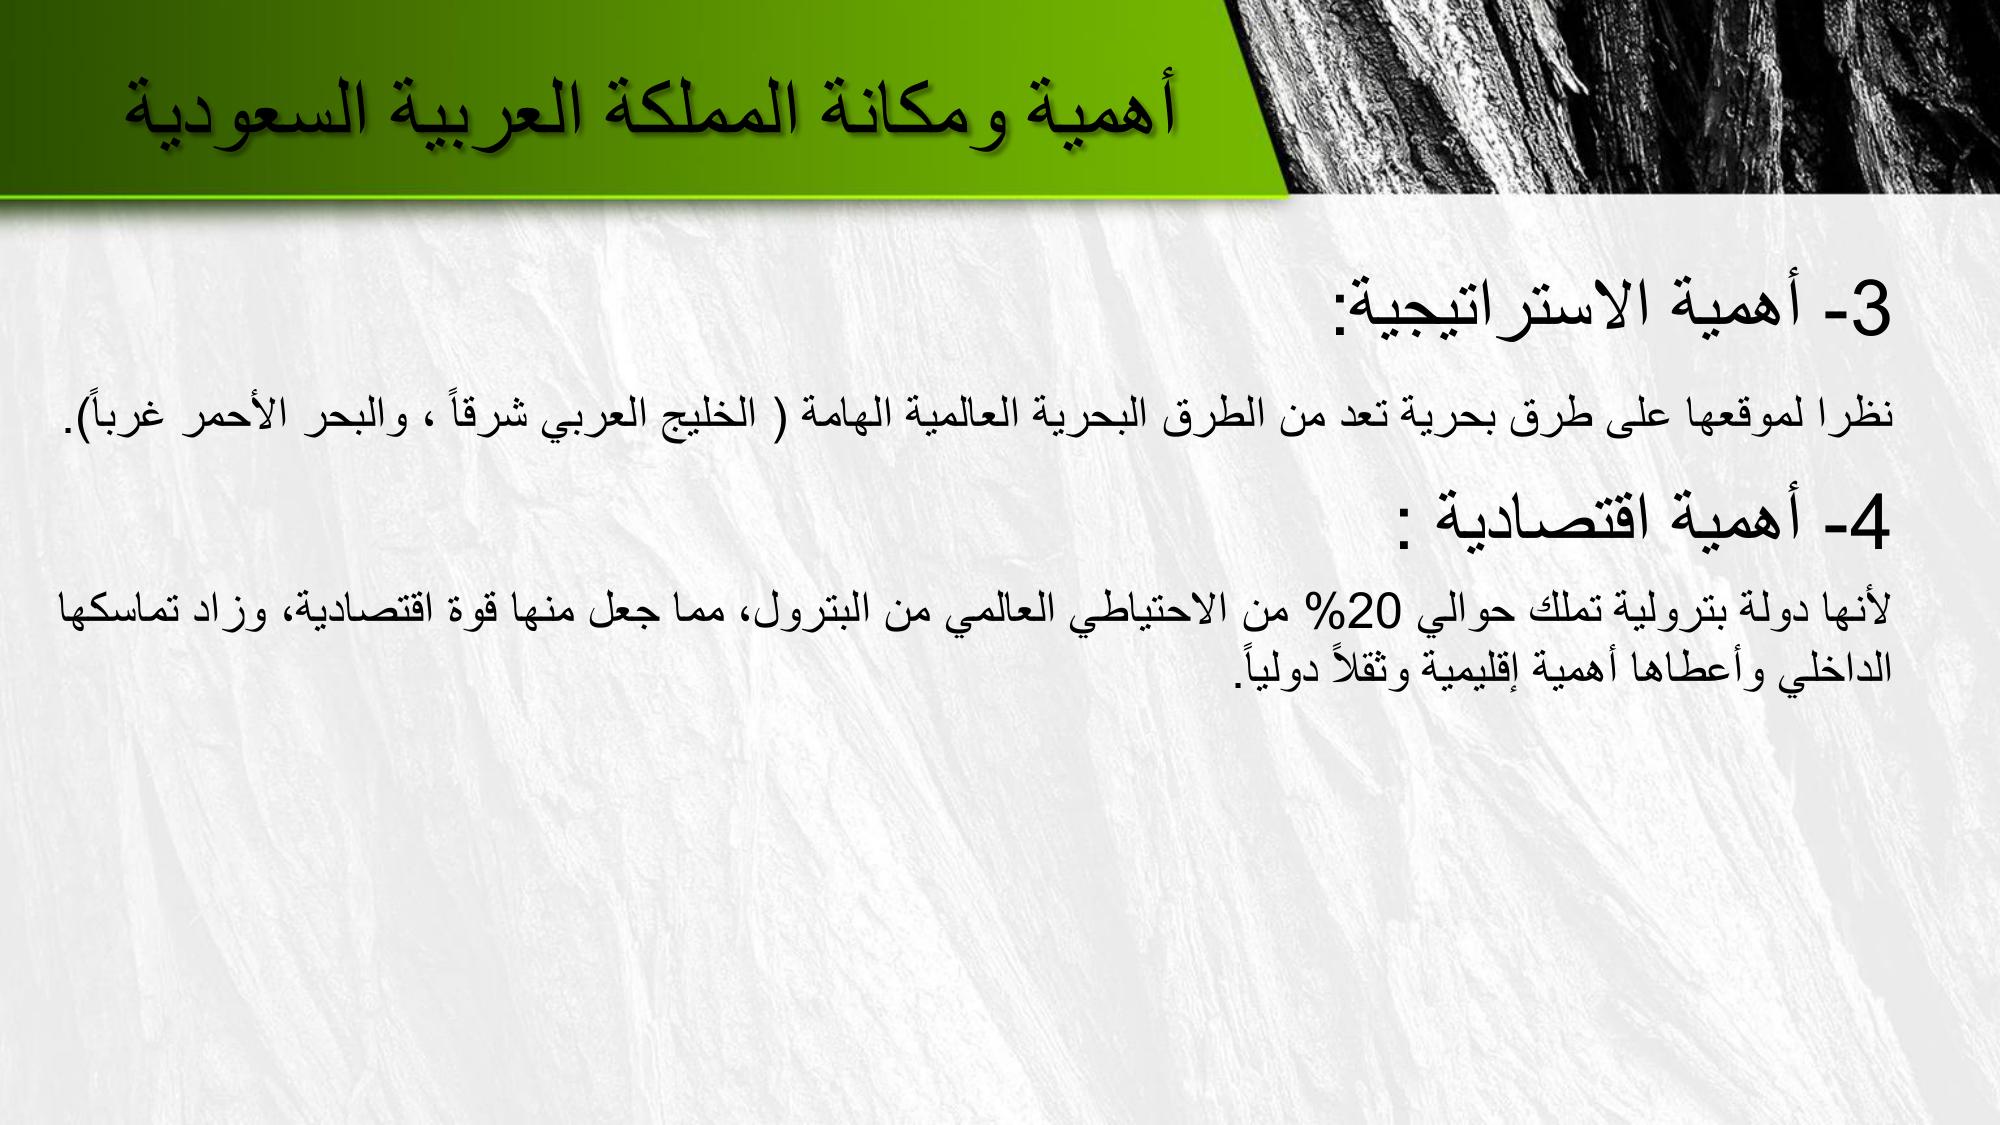 أهمية ومكانة المملكة العربية السعودية
3- أهمية الاستراتيجية:
نظرا لموقعها على طرق بحرية تعد من الطرق البحرية العالمية الهامة ( الخليج العربي شرقاً ، والبحر الأحمر غرباً).
4- أهمية اقتصادية :
لأنها دولة بترولية تملك حوالي 20% من الاحتياطي العالمي من البترول، مما جعل منها قوة اقتصادية، وزاد تماسكها
الداخلي وأعطاها أهمية إقليمية وثقلاً دولياً.